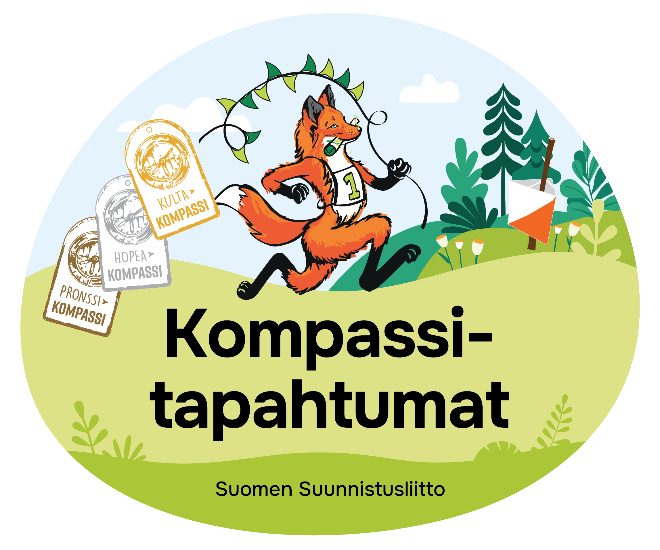 KULTA
KOMPASSI
HOPEA
KOMPASSI
PRONSSI
KOMPASSI
1
Kompassi-
tapahtumat
Suomen Suunnistusliitto